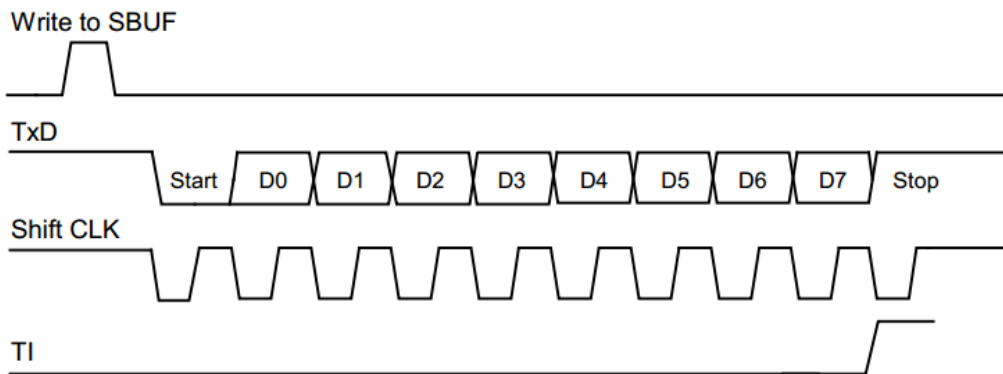 Write to SBUF
TxD
Start D0 D1 D2 D3 D4 D5 D6 D7 Stop
Shift CLK
TI